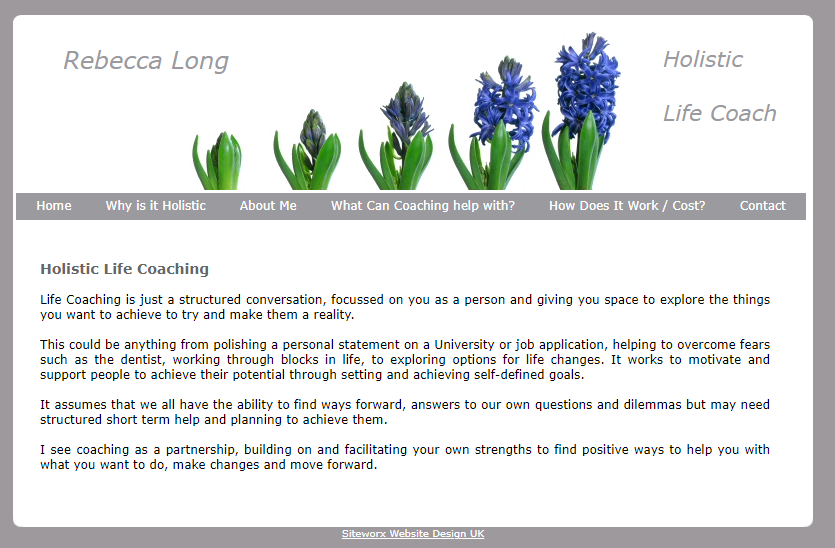 Rebecca Long
Holistic
Life Coach
Home Why is it Holistic About Me What Can Coaching help with? How Does It Work / Cost? Contact
Holistic Life Coaching
Life Coaching is just a structured conversation, focussed on you as a person and giving you space to explore the things
you want to achieve to try and make them a reality.
This could be anything from polishing a personal statement on a University or job application, helping to overcome fears
such as the dentist, working through blocks in life, to exploring options for life changes. It works to motivate and
support people to achieve their potential through setting and achieving self-defined goals.
It assumes that we all have the ability to find ways forward, answers to our own questions and dilemmas but may need
structured short term help and planning to achieve them.
I see coaching as a partnership, building on and facilitating your own strengths to find positive ways to help you with
what you want to do, make changes and move forward.
Siteworx Website Design UK